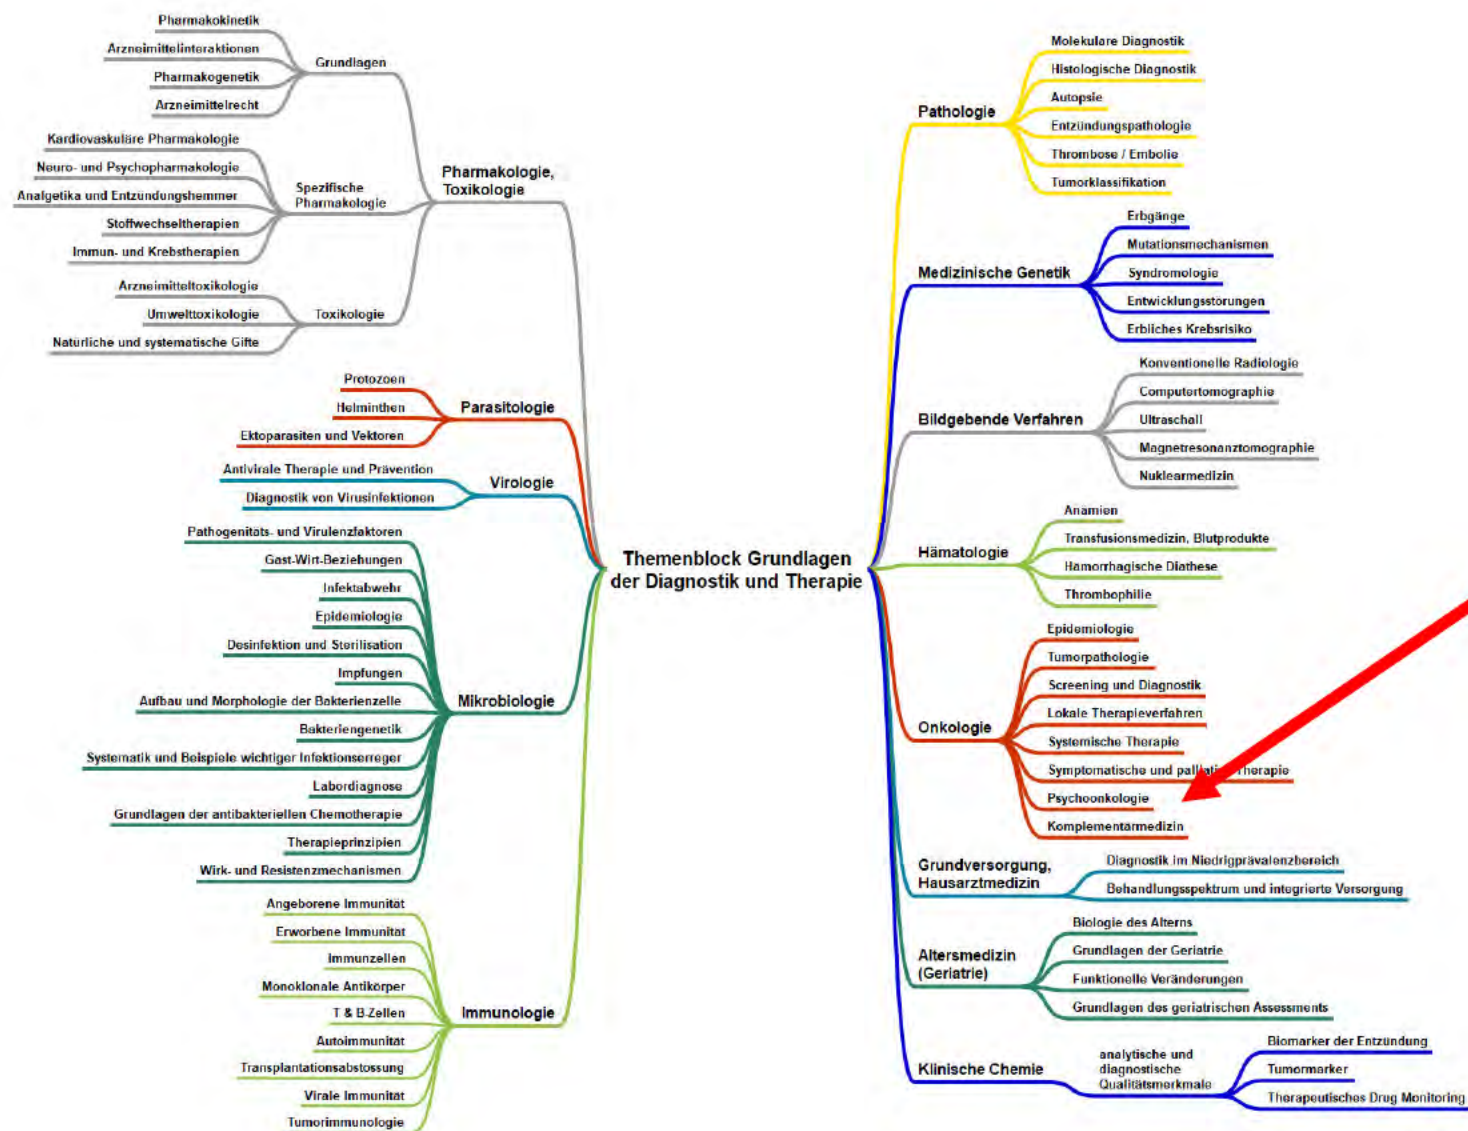 Pharmakokinetik
Arzneimittelinteraktionen
Pharmakogenetik
Arzneimittelrecht
Grundlagen
Kardiovaskuläre Pharmakologie
Neuro- und Psychopharmakologie
Analgetika und Entzündungshemmer
Stoffwechseltherapien
Immun- und Krebstherapien
Spezifische
Pharmakologie
Arzneimitteltoxikologie
Umwelttoxikologie
Natürliche und systematische Gifte
Toxikologie
Pharmakologie,
Toxikologie
Protozoen
Helminthen
Ektoparasiten und Vektoren
Parasitologie
Antivirale Therapie und Prävention
Diagnostik von Virusinfektionen
Virologie
Pathogenitäts- und Virulenzfaktoren
Gast-Wirt-Beziehungen
Infektabwehr
Epidemiologie
Desinfektion und Sterilisation
Impfungen
Aufbau und Morphologie der Bakterienzelle
Bakteriengenetik
Systematik und Beispiele wichtiger Infektionserreger
Labordiagnose
Grundlagen der antibakteriellen Chemotherapie
Therapieprinzipien
Wirk- und Resistenzmechanismen
Mikrobiologie
Angeborene Immunität
Erworbene Immunität
Immunzellen
Monoklonale Antikörper
T & B-Zellen
Autoimmunität
Transplantationsabstossung
Virale Immunität
Tumorimmunologie
Immunologie
Themenblock Grundlagen
der Diagnostik und Therapie
Pathologie
Molekulare Diagnostik
Histologische Diagnostik
Autopsie
Entzündungspathologie
Thrombose / Embolie
Tumorklassifikation
Medizinische Genetik
Erbgänge
Mutationsmechanismen
Syndromologie
Entwicklungsstörungen
Erbliches Krebsrisiko
Bildgebende Verfahren
Konventionelle Radiologie
Computertomographie
Ultraschall
Magnetresonanztomographie
Nuklearmedizin
Hämatologie
Anämien
Transfusionsmedizin, Blutprodukte
Hämorrhagische Diathese
Thrombophilie
Onkologie
Epidemiologie
Tumorpathologie
Screening und Diagnostik
Lokale Therapieverfahren
Systemische Therapie
Symptomatische und palliative Therapie
Psychoonkologie
Komplementärmedizin
Grundversorgung,
Hausarztmedizin
Diagnostik im Niedrigprävalenzbereich
Behandlungsspektrum und integrierte Versorgung
Altersmedizin
(Geriatrie)
Biologie des Alterns
Grundlagen der Geriatrie
Funktionelle Veränderungen
Grundlagen des geriatrischen Assessments
Klinische Chemie
analytische und
diagnostische
Qualitätsmerkmale
Biomarker der Entzündung
Tumormarker
Therapeutisches Drug Monitoring